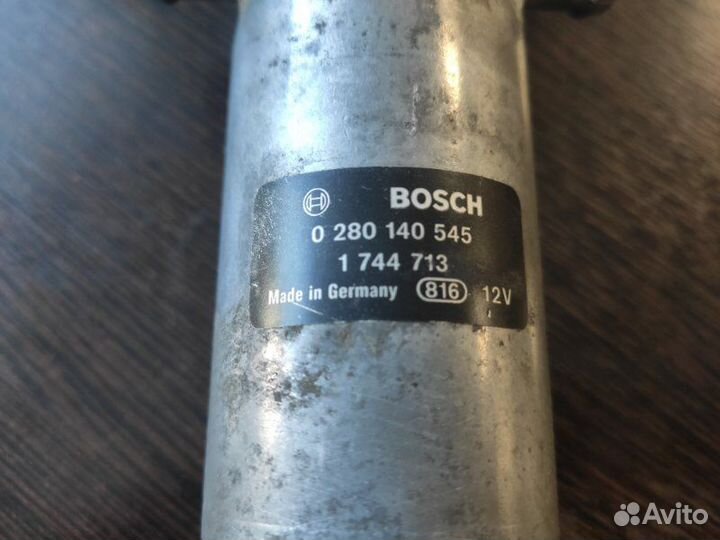 BOSCH
0 280 140 545
1 744 713
Made in Germany 816 12V
Avito